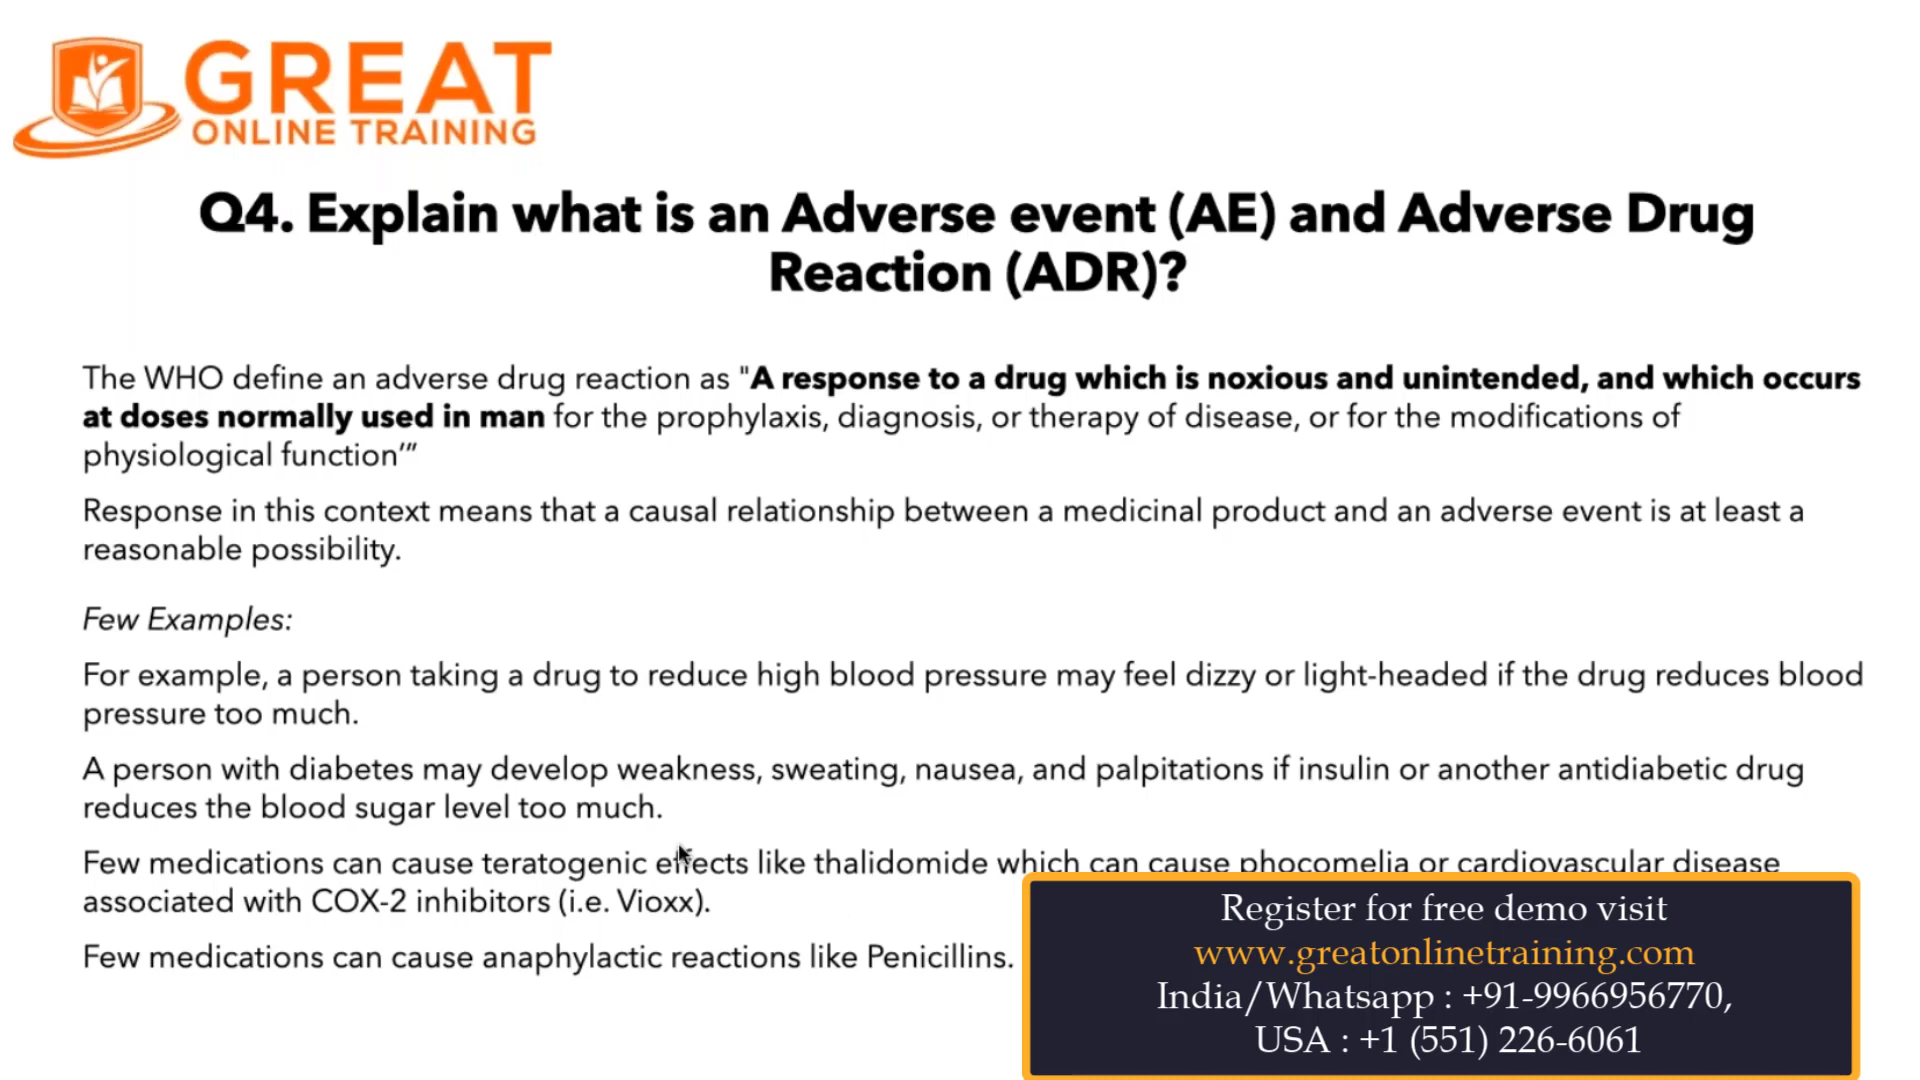 GREAT
ONLINE TRAINING
Q4. Explain what is an Adverse event (AE) and Adverse Drug
Reaction (ADR)?
The WHO define an adverse drug reaction as "A response to a drug which is noxious and unintended, and which occurs
at doses normally used in man for the prophylaxis, diagnosis, or therapy of disease, or for the modifications of
physiological function’”
Response in this context means that a causal relationship between a medicinal product and an adverse event is at least a
reasonable possibility.
Few Examples:
For example, a person taking a drug to reduce high blood pressure may feel dizzy or light-headed if the drug reduces blood
pressure too much.
A person with diabetes may develop weakness, sweating, nausea, and palpitations if insulin or another antidiabetic drug
reduces the blood sugar level too much.
Few medications can cause teratogenic effects like thalidomide which can cause phocomelia or cardiovascular disease
associated with COX-2 inhibitors (i.e. Vioxx).
Few medications can cause anaphylactic reactions like Penicillins.
Register for free demo visit
www.greatonlinetraining.com
India/Whatsapp : +91-9966956770,
USA : +1 (551) 226-6061